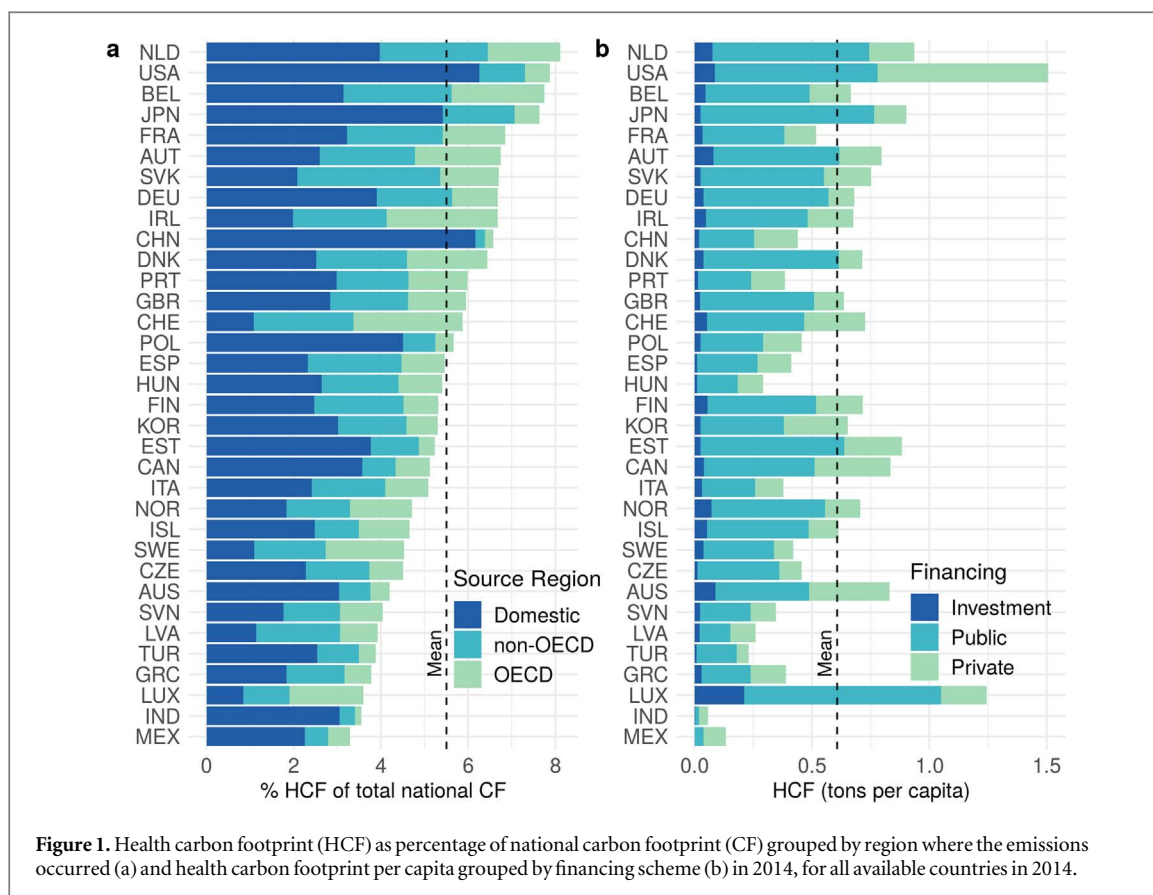 a
NLD
USA
BEL
JPN
FRA
AUT
SVK
DEU
IRL
CHN
DNK
PRT
GBR
CHE
POL
ESP
HUN
FIN
KOR
EST
CAN
ITA
NOR
ISL
SWE
CZE
AUS
SVN
LVA
TUR
GRC
LUX
IND
MEX
Mean
Source Region
Domestic
non-OECD
OECD
0 2 4 6 8
% HCF of total national CF
b
NLD
USA
BEL
JPN
FRA
AUT
SVK
DEU
IRL
CHN
DNK
PRT
GBR
CHE
POL
ESP
HUN
FIN
KOR
EST
CAN
ITA
NOR
ISL
SWE
CZE
AUS
SVN
LVA
TUR
GRC
LUX
IND
MEX
Mean
Financing
Investment
Public
Private
0.0 0.5 1.0 1.5
HCF (tons per capita)
Figure 1. Health carbon footprint (HCF) as percentage of national carbon footprint (CF) grouped by region where the emissions
occurred (a) and health carbon footprint per capita grouped by financing scheme (b) in 2014, for all available countries in 2014.